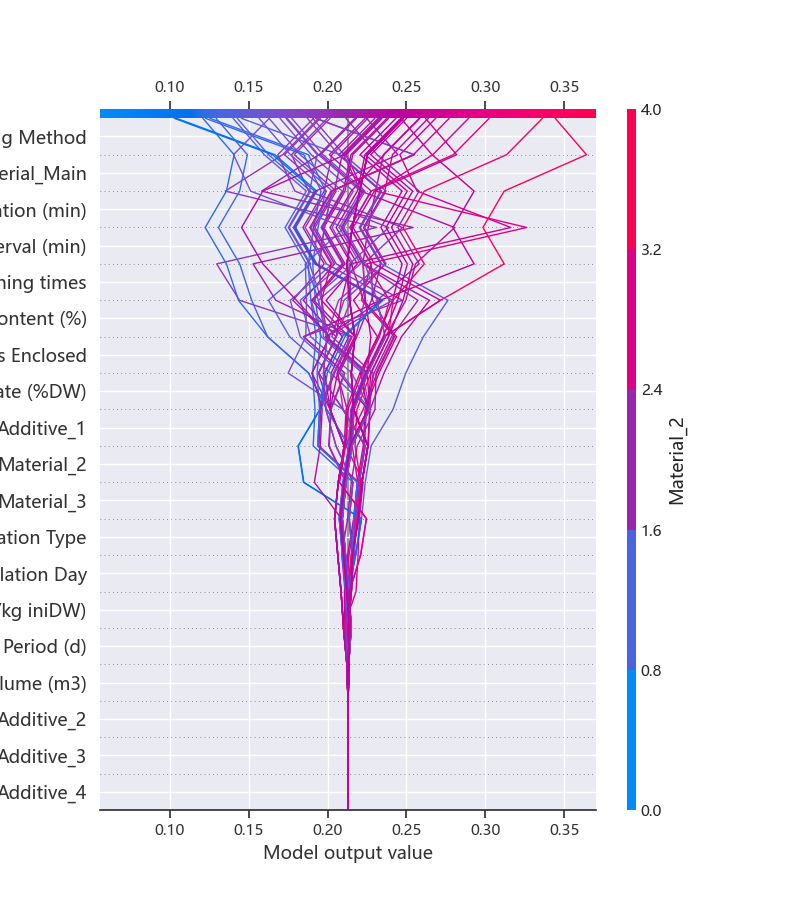 0.10 0.15 0.20 0.25 0.30 0.35
g Method
erial_Main
ation (min)
erval (min)
ning times
ontent (%)
s Enclosed
ate (%DW)
Additive_1
Material_2
Material_3
ation Type
lation Day
/kg iniDW)
Period (d)
lume (m3)
Additive_2
Additive_3
Additive_4
0.10 0.15 0.20 0.25 0.30 0.35
Model output value
4.0
3.2
2.4
1.6
0.8
0.0
Material_2